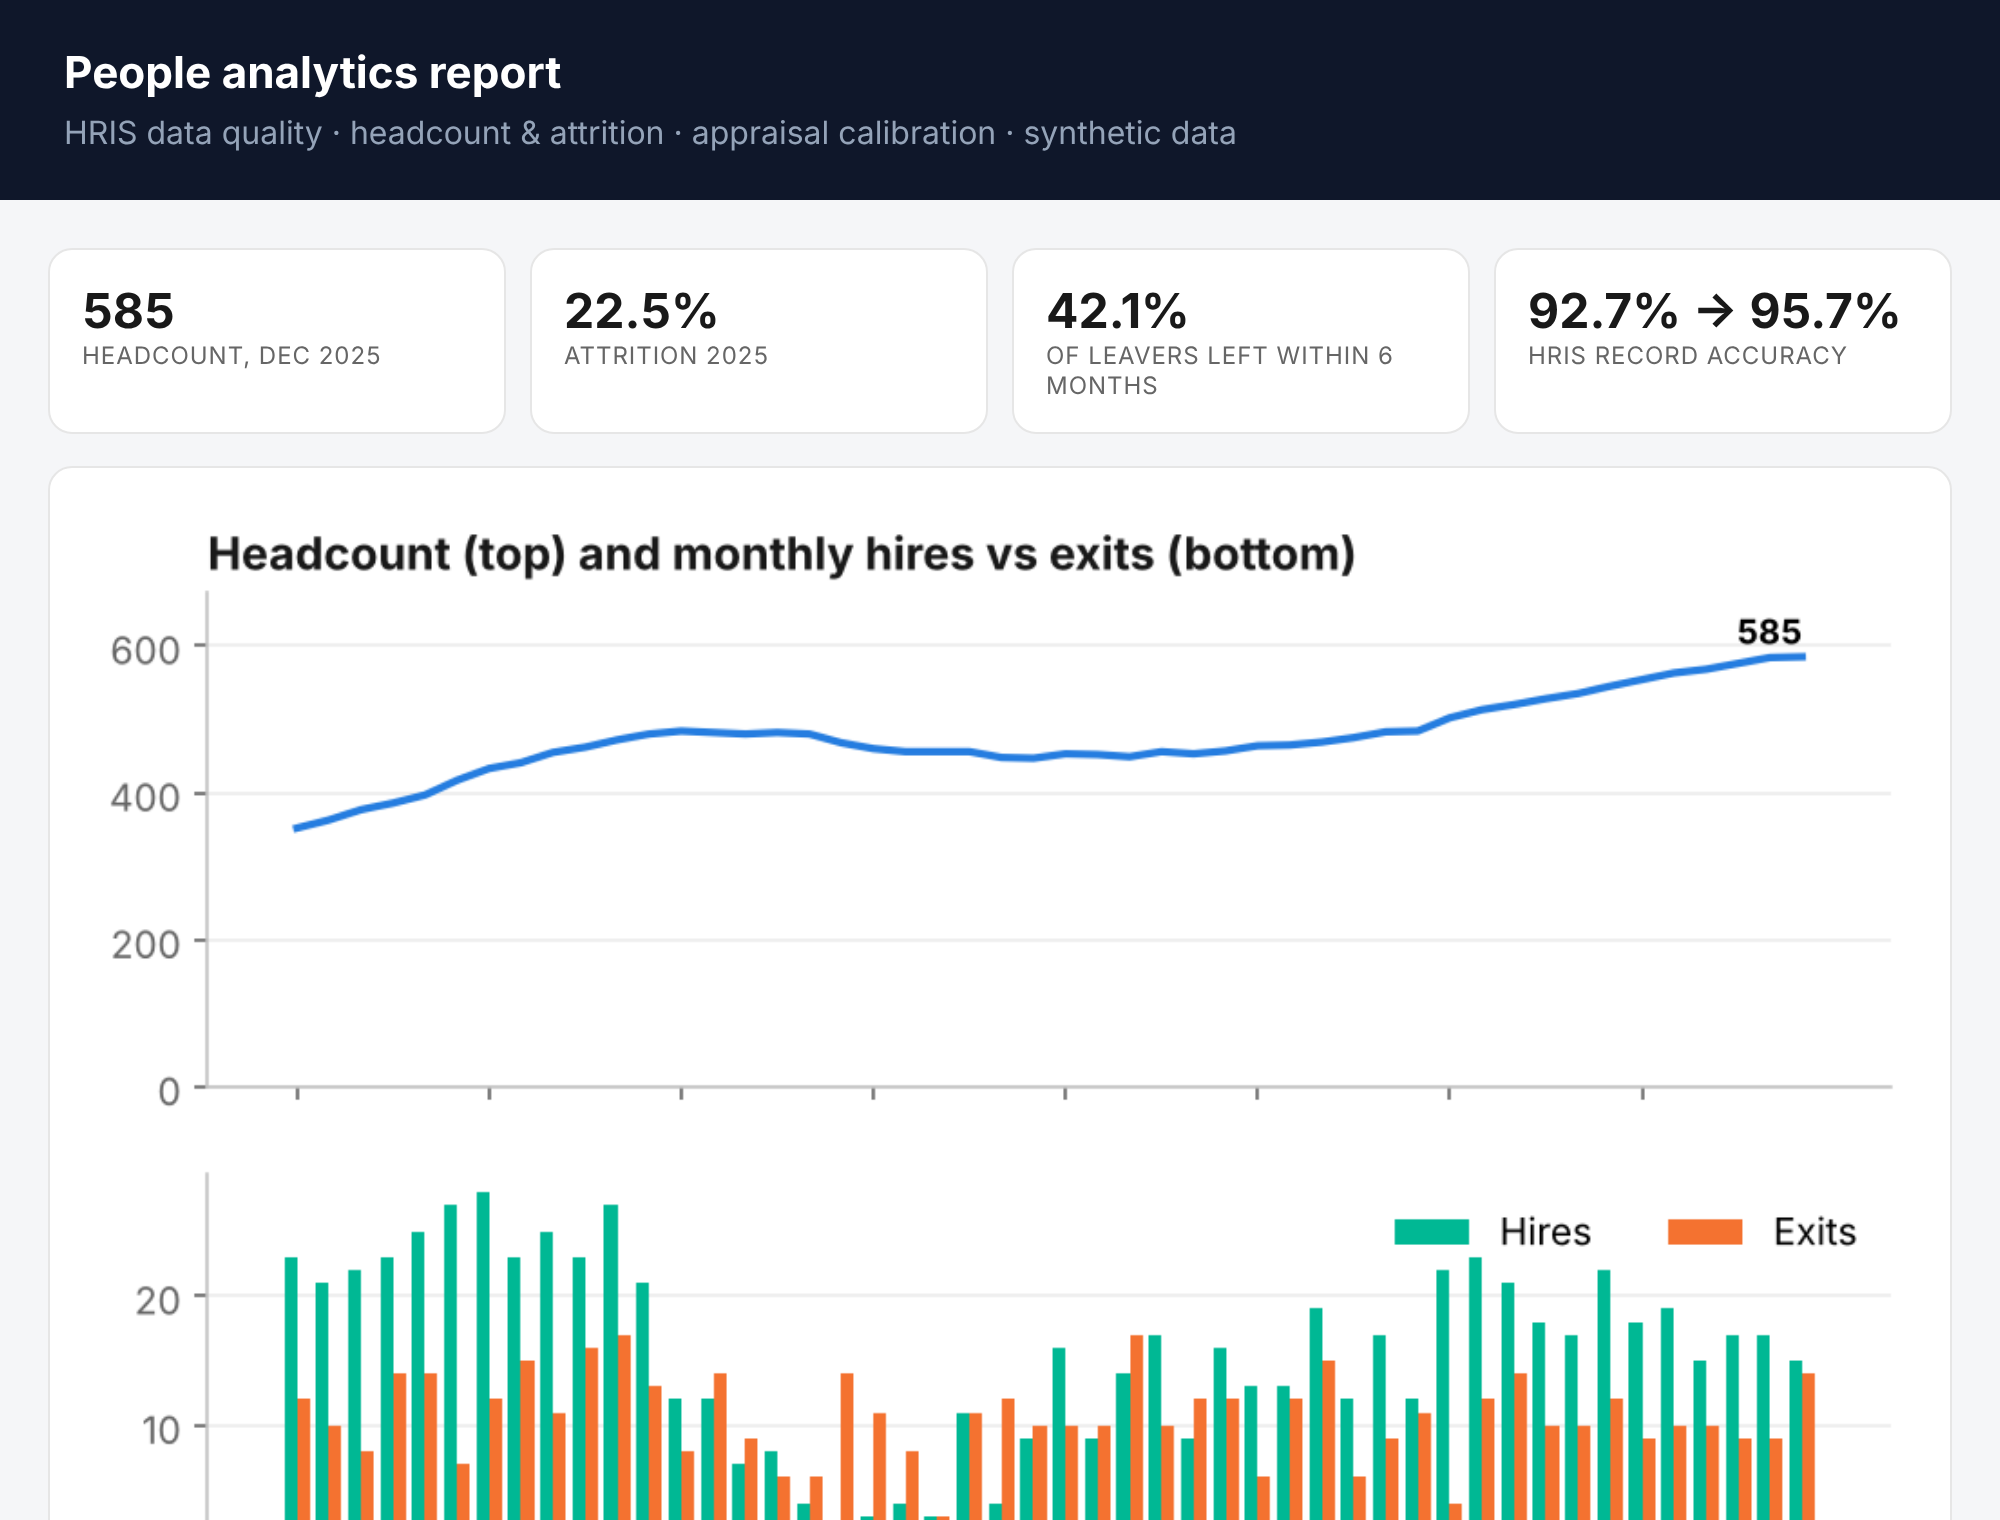 People analytics report
HRIS data quality · headcount & attrition · appraisal calibration · synthetic data
585
HEADCOUNT, DEC 2025
22.5%
ATTRITION 2025
42.1%
OF LEAVERS LEFT WITHIN 6
MONTHS
92.7% → 95.7%
HRIS RECORD ACCURACY
Headcount (top) and monthly hires vs exits (bottom)
585
600
400
200
0
Hires
Exits
20
10